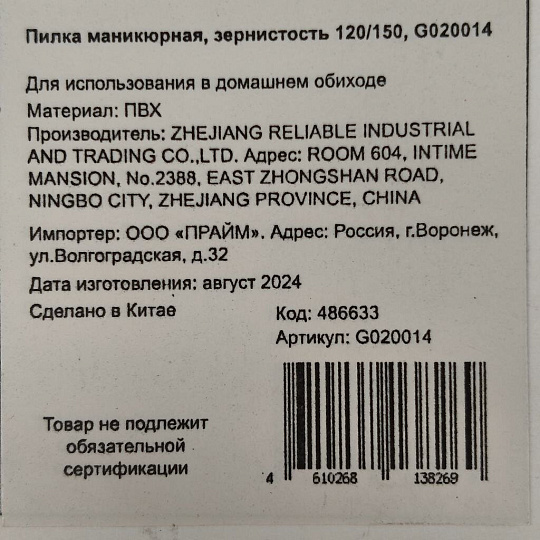 Пилка маникюрная, зернистость 120/150, G020014
Для использования в домашнем обиходе
Материал: ПВХ
Производитель: ZHEJIANG RELIABLE INDUSTRIAL
AND TRADING CO.,LTD. Адрес: ROOM 604, INTIME
MANSION, No.2388, EAST ZHONGSHAN ROAD,
NINGBO CITY, ZHEJIANG PROVINCE, CHINA
Импортер: ООО «ПРАЙМ». Адрес: Россия, г.Воронеж,
ул.Волгоградская, д.32
Дата изготовления: август 2024
Сделано в Китае
Код: 486633
Артикул: G020014
Товар не подлежит
обязательной
сертификации
4 610268 138269